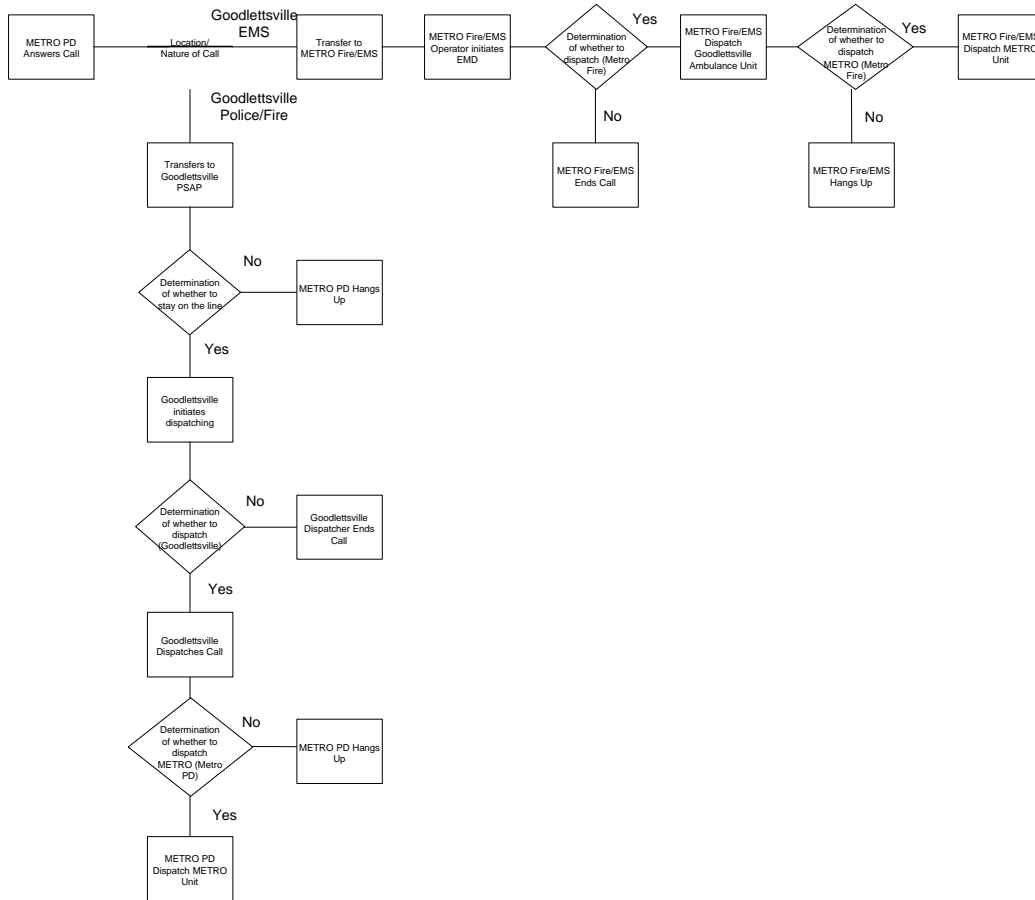 Goodlettsville
EMS
METRO PD
Answers Call
Location/
Nature of Call
Transfer to
METRO Fire/EMS
METRO Fire/EMS
Operator initiates
EMD
Determination
of whether to
dispatch (Metro
Fire)
Yes
METRO Fire/EMS
Dispatch
Goodlettsville
Ambulance Unit
Determination
of whether to
dispatch
METRO (Metro
Fire)
Yes
METRO Fire/EMS
Dispatch METRO
Unit
No
METRO Fire/EMS
Ends Call
No
METRO Fire/EMS
Hangs Up
Goodlettsville
Police/Fire
Transfers to
Goodlettsville
PSAP
Determination
of whether to
stay on the line
No
METRO PD Hangs
Up
Yes
Goodlettsville
initiates
dispatching
Determination
of whether to
dispatch
(Goodlettsville)
No
Goodlettsville
Dispatcher Ends
Call
Yes
Goodlettsville
Dispatches Call
Determination
of whether to
dispatch
METRO (Metro
PD)
No
METRO PD Hangs
Up
Yes
METRO PD
Dispatch METRO
Unit